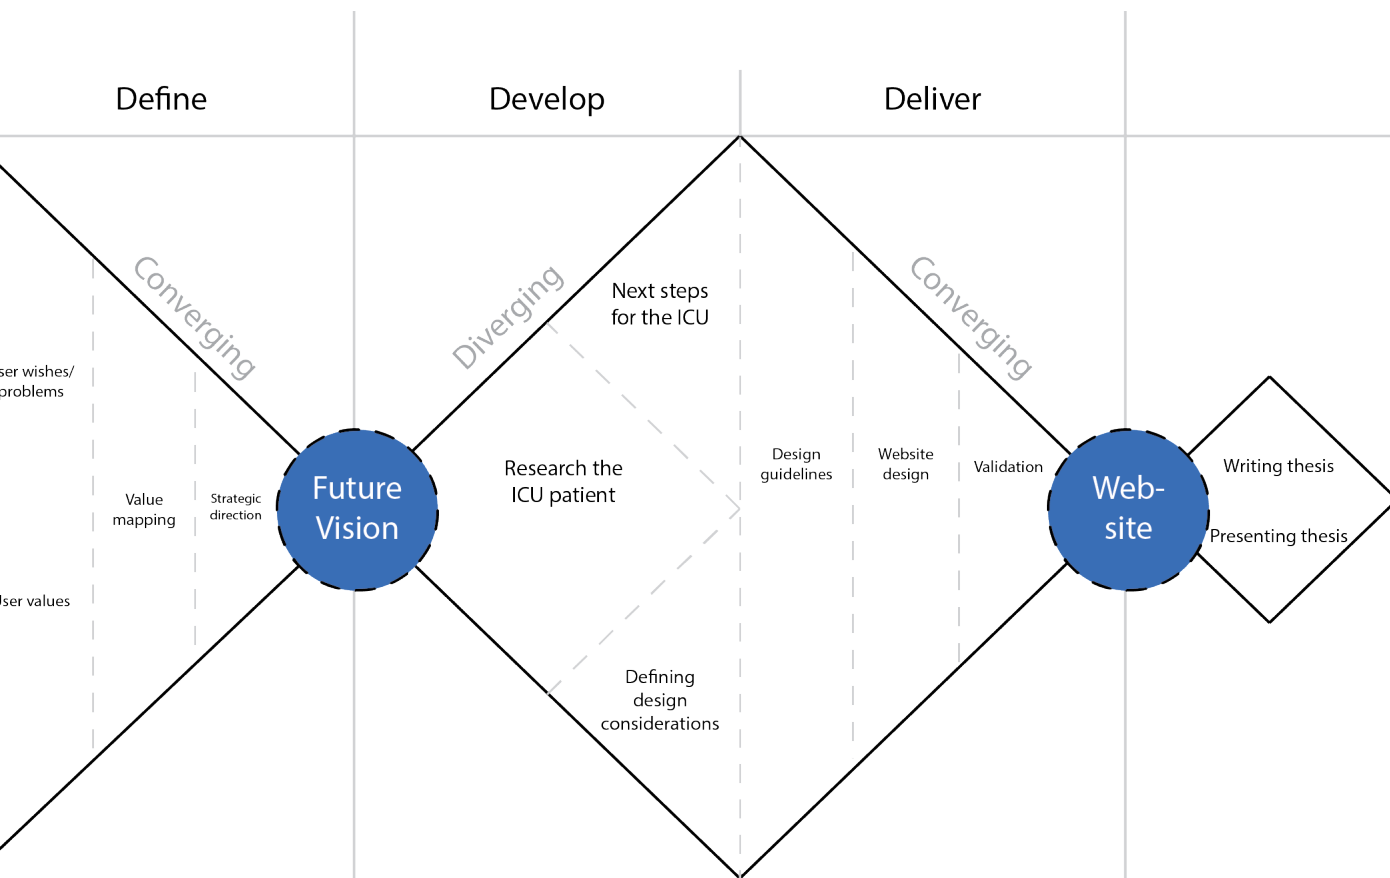 Define
Develop
Deliver
Converging
Diverging
Converging
ser wishes/
problems
Value
mapping
Strategic
direction
User values
Future
Vision
Next steps
for the ICU
Research the
ICU patient
Defining
design
considerations
Design
guidelines
Website
design
Validation
Web-
site
Writing thesis
Presenting thesis